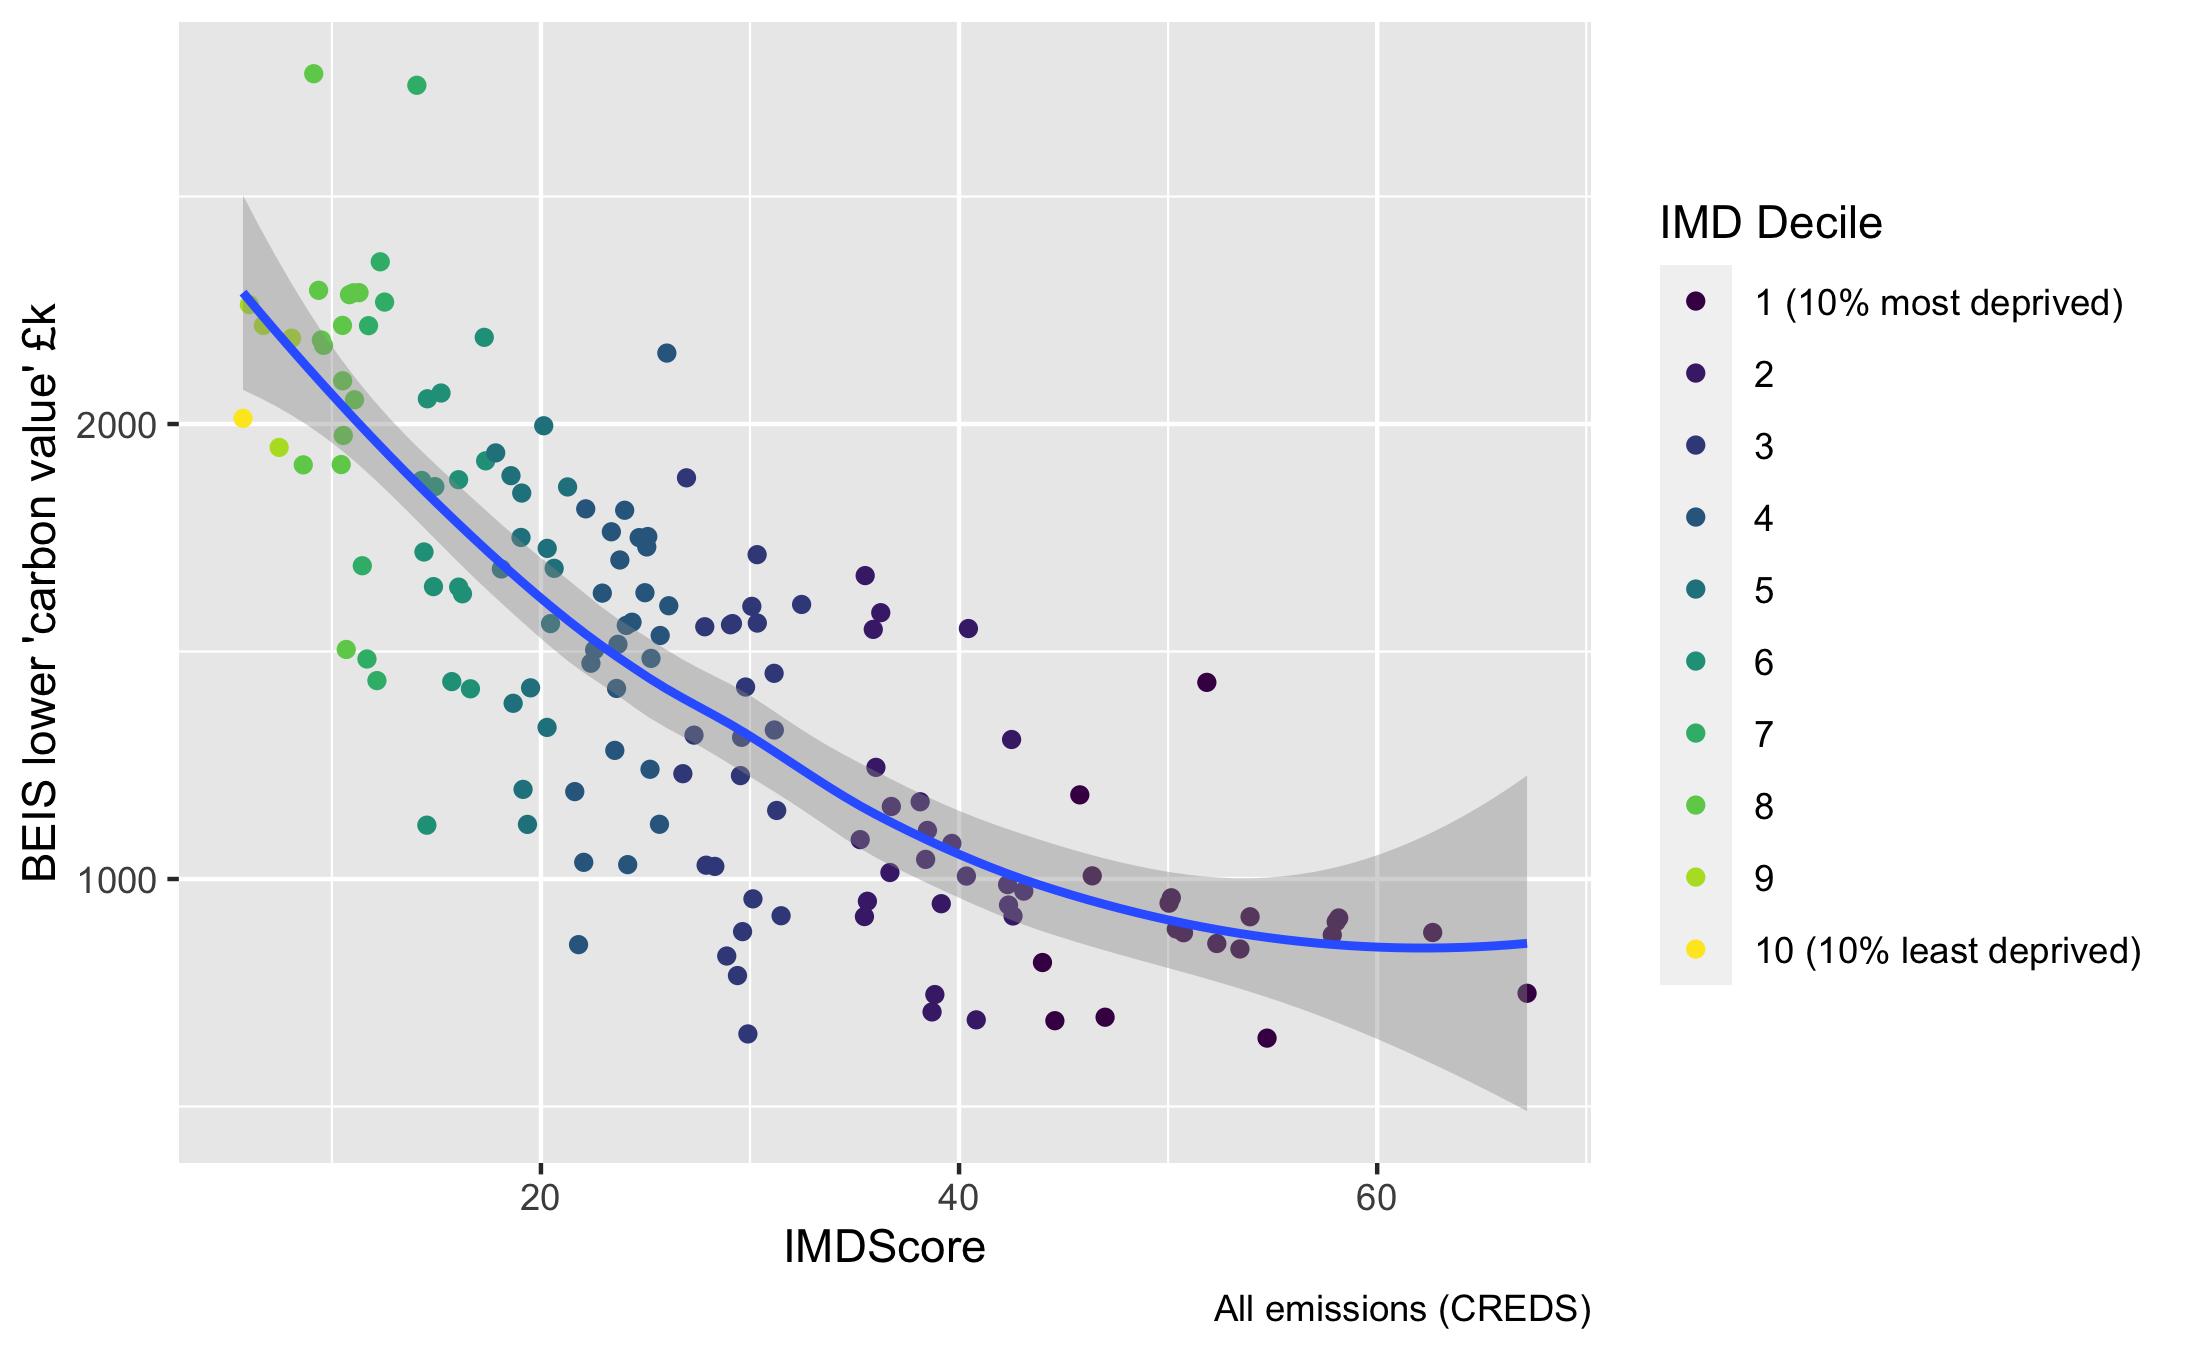 BEIS lower 'carbon value' £k
2000
1000
20
40
60
IMDScore
All emissions (CREDS)
IMD Decile
1 (10% most deprived)
2
3
4
5
6
7
8
9
10 (10% least deprived)